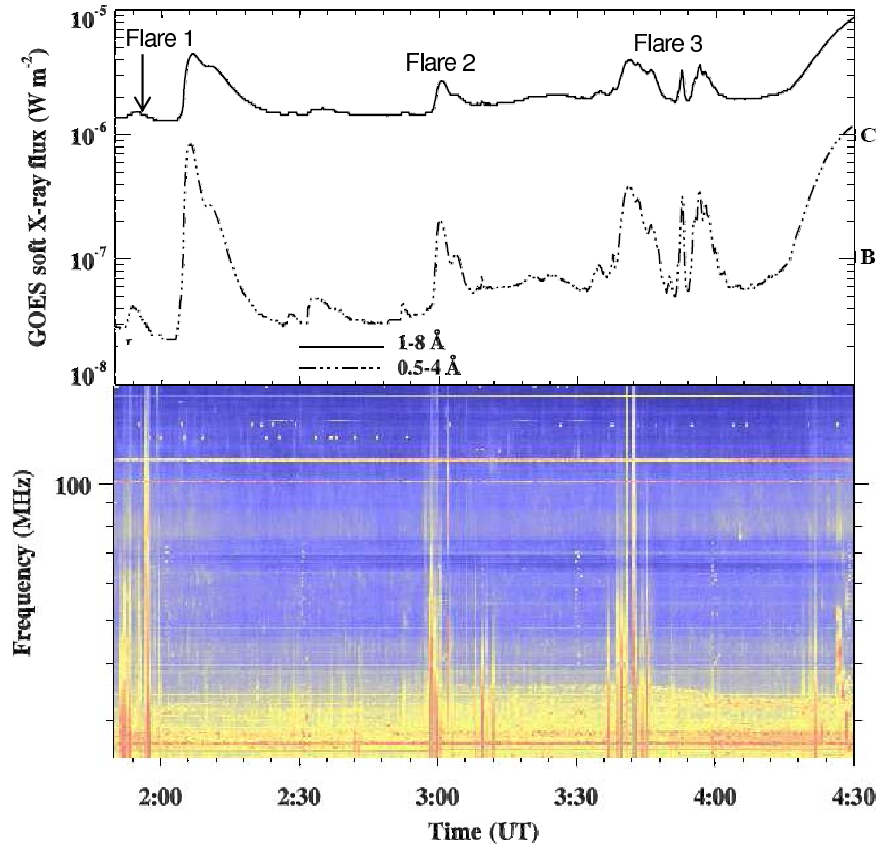 GOES soft X-ray flux (W m⁻²)
10⁻⁵
10⁻⁶
10⁻⁷
10⁻⁸
Flare 1
Flare 2
Flare 3
C
B
1-8 Å
0.5-4 Å
Frequency (MHz)
100
2:00 2:30 3:00 3:30 4:00 4:30
Time (UT)